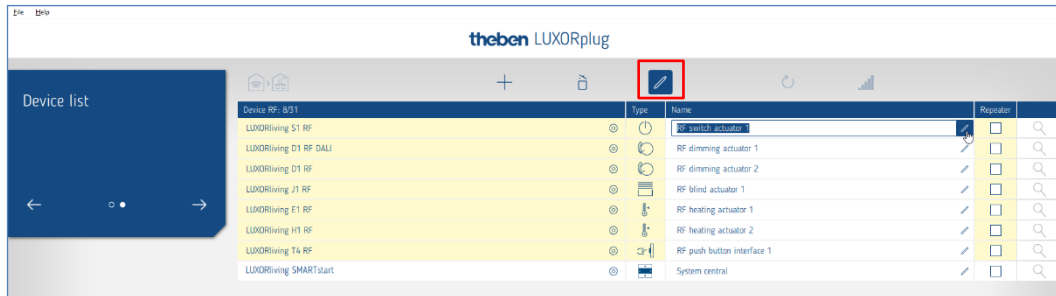 File Help
theben LUXORplug
Device list
Device RF: 8/31 Type Name Repeater
LUXORliving S1 RF RF switch actuator 1
LUXORliving D1 RF DALI RF dimming actuator 1
LUXORliving D1 RF RF dimming actuator 2
LUXORliving J1 RF RF blind actuator 1
LUXORliving E1 RF RF heating actuator 1
LUXORliving H1 RF RF heating actuator 2
LUXORliving T4 RF RF push button interface 1
LUXORliving SMARTstart System central